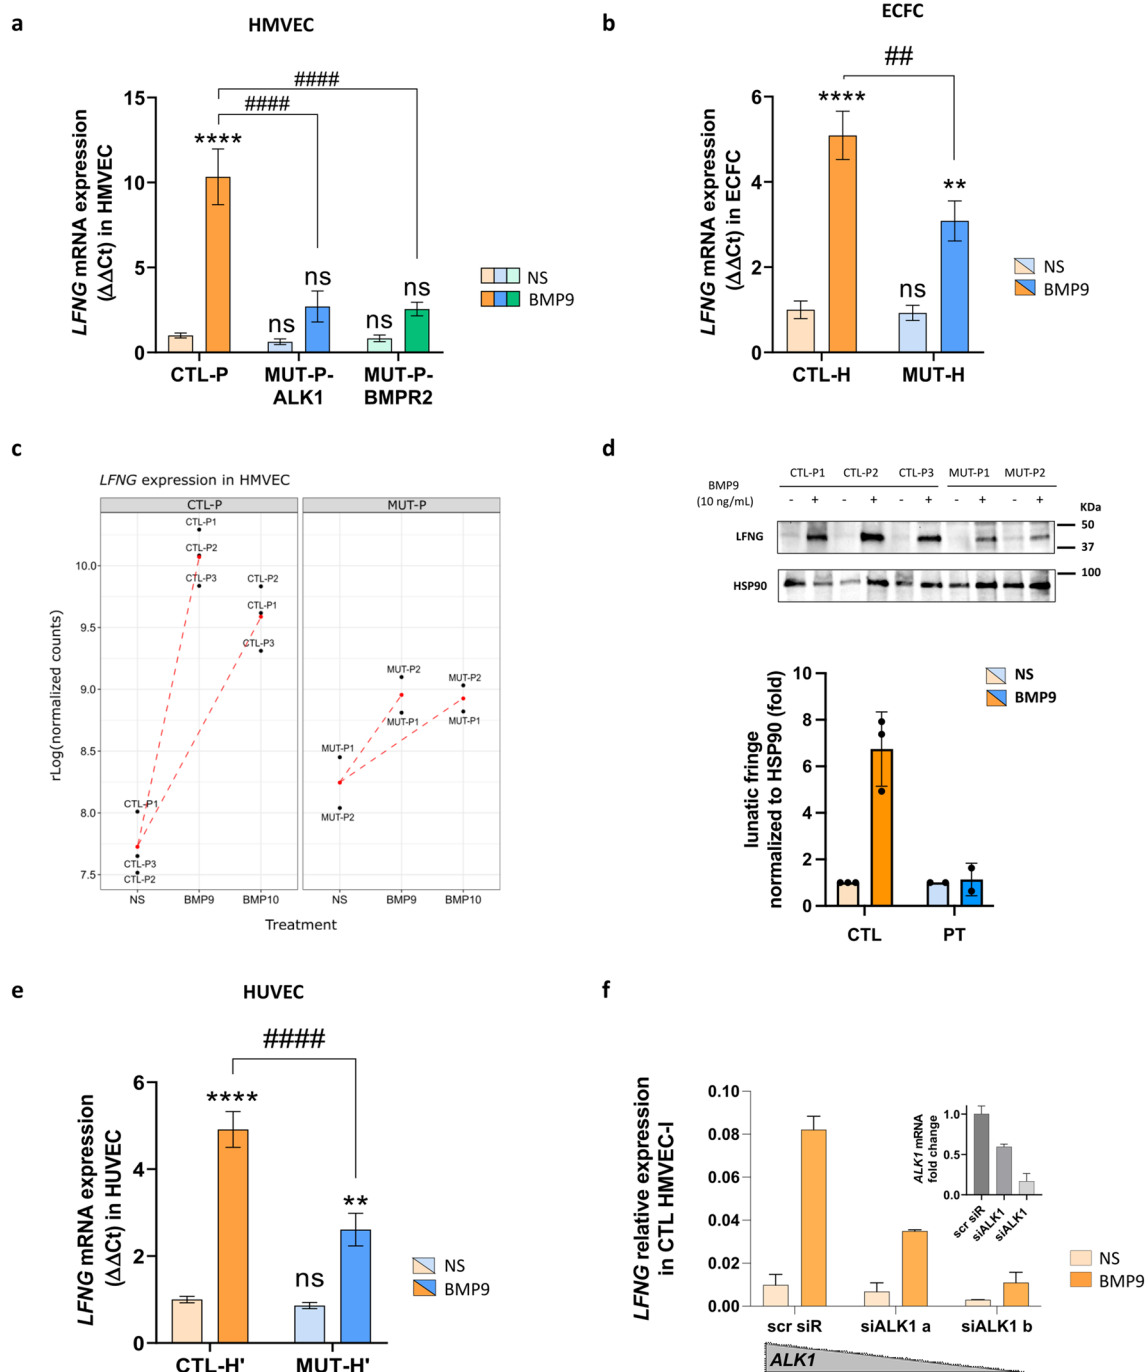 a
HMVEC
####
####
****
ns
ns
ns
ns
15
10
5
0
LFNG mRNA expression
(ΔΔCt) in HMVEC
CTL-P
MUT-P-
ALK1
MUT-P-
BMPR2
NS
BMP9
b
ECFC
##
****
**
ns
6
4
2
0
LFNG mRNA expression
(ΔΔCt) in ECFC
CTL-H
MUT-H
NS
BMP9
c
LFNG expression in HMVEC
CTL-P
MUT-P
CTL-P1
CTL-P2
CTL-P3
CTL-P2
CTL-P1
CTL-P3
CTL-P1
CTL-P3
CTL-P2
MUT-P2
MUT-P1
MUT-P2
MUT-P1
MUT-P1
MUT-P2
10.0
9.5
9.0
8.5
8.0
7.5
rLog(normalized counts)
NS
BMP9
BMP10
NS
BMP9
BMP10
Treatment
d
CTL-P1 CTL-P2 CTL-P3 MUT-P1 MUT-P2
BMP9
(10 ng/mL)
- + - + - + - + - +
KDa
LFNG
50
37
HSP90
100
NS
BMP9
10
8
6
4
2
0
lunatic fringe
normalized to HSP90 (fold)
CTL
PT
e
HUVEC
####
****
**
ns
6
4
2
0
LFNG mRNA expression
(ΔΔCt) in HUVEC
CTL-H'
MUT-H'
NS
BMP9
f
0.10
0.08
0.06
0.04
0.02
0.00
LFNG relative expression
in CTL HMVEC-I
1.0
0.5
0.0
ALK1 mRNA
fold change
scr siR
siALK1
siALK1
NS
BMP9
scr siR
siALK1 a
siALK1 b
ALK1